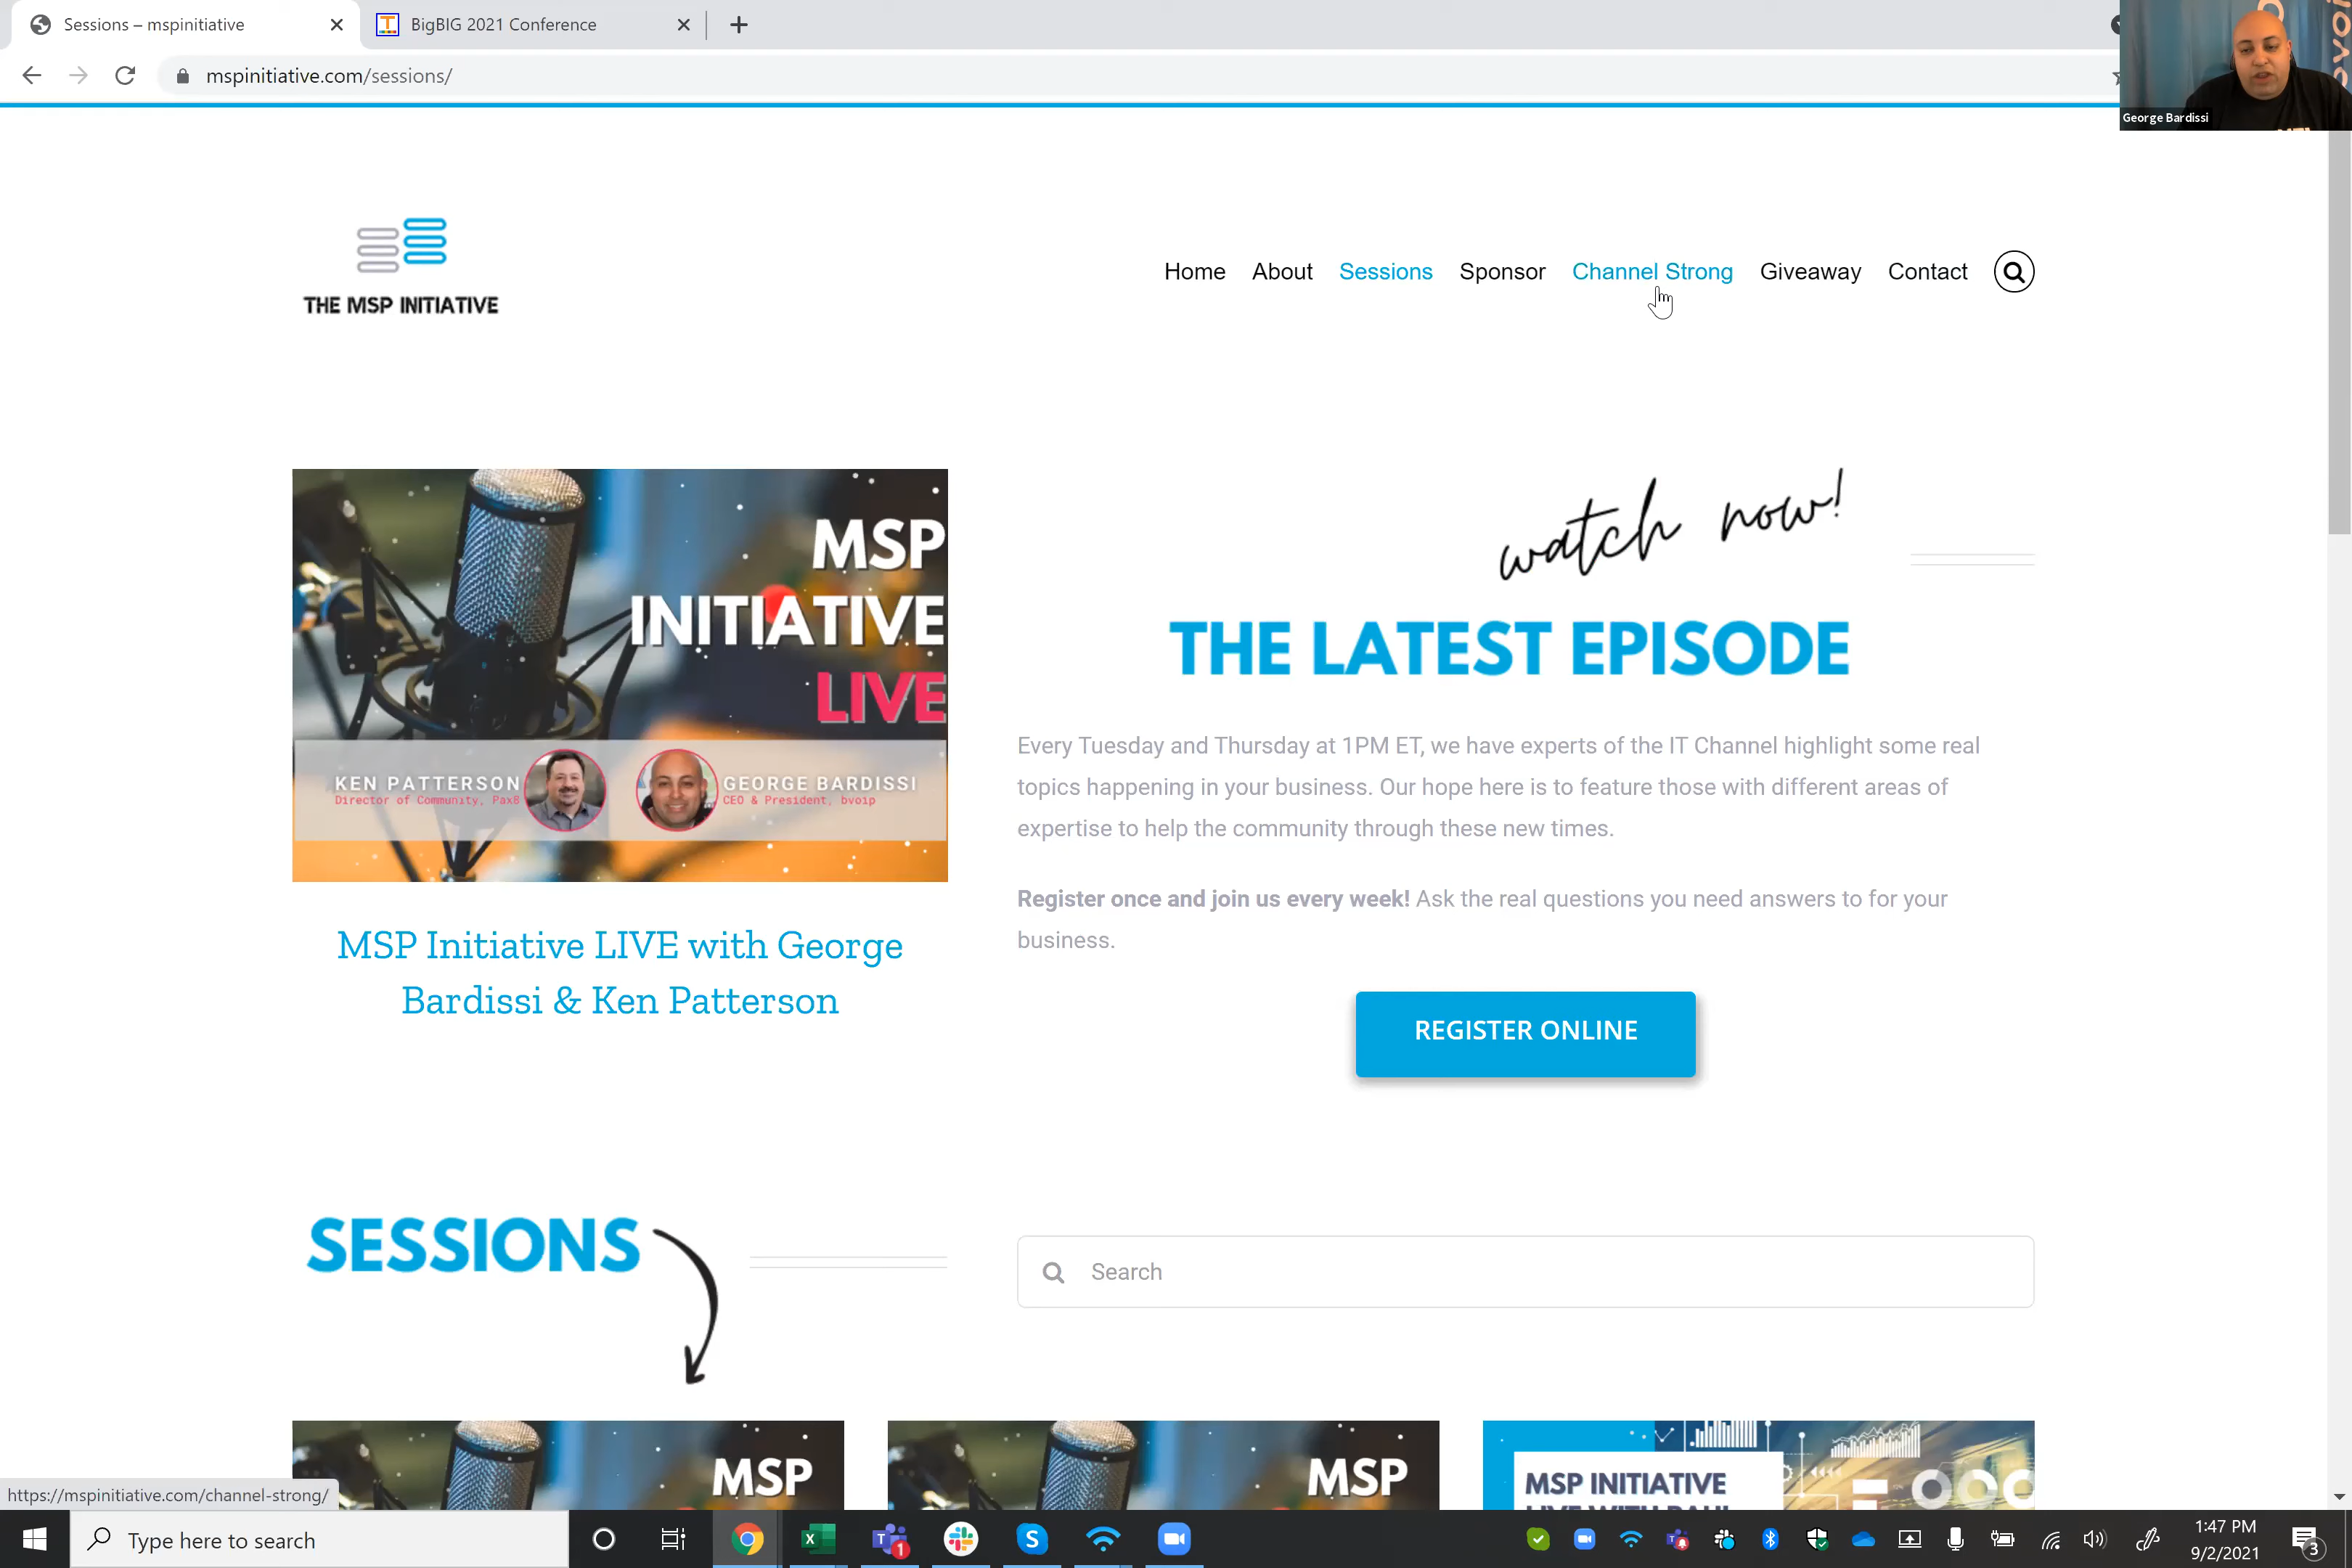 Sessions – mspinitiative
BigBIG 2021 Conference
mspinitiative.com/sessions/
George Bardissi
THE MSP INITIATIVE
Home About Sessions Sponsor Channel Strong Giveaway Contact
MSP
INITIATIVE
LIVE
KEN PATTERSON
Director of Community, Pax8
GEORGE BARDISSI
CEO & President, bvoip
watch now!
THE LATEST EPISODE
Every Tuesday and Thursday at 1PM ET, we have experts of the IT Channel highlight some real
topics happening in your business. Our hope here is to feature those with different areas of
expertise to help the community through these new times.
Register once and join us every week! Ask the real questions you need answers to for your
business.
MSP Initiative LIVE with George
Bardissi & Ken Patterson
REGISTER ONLINE
SESSIONS
Search
MSP
MSP
MSP INITIATIVE
https://mspinitiative.com/channel-strong/
Type here to search
1
1:47 PM
9/2/2021
3